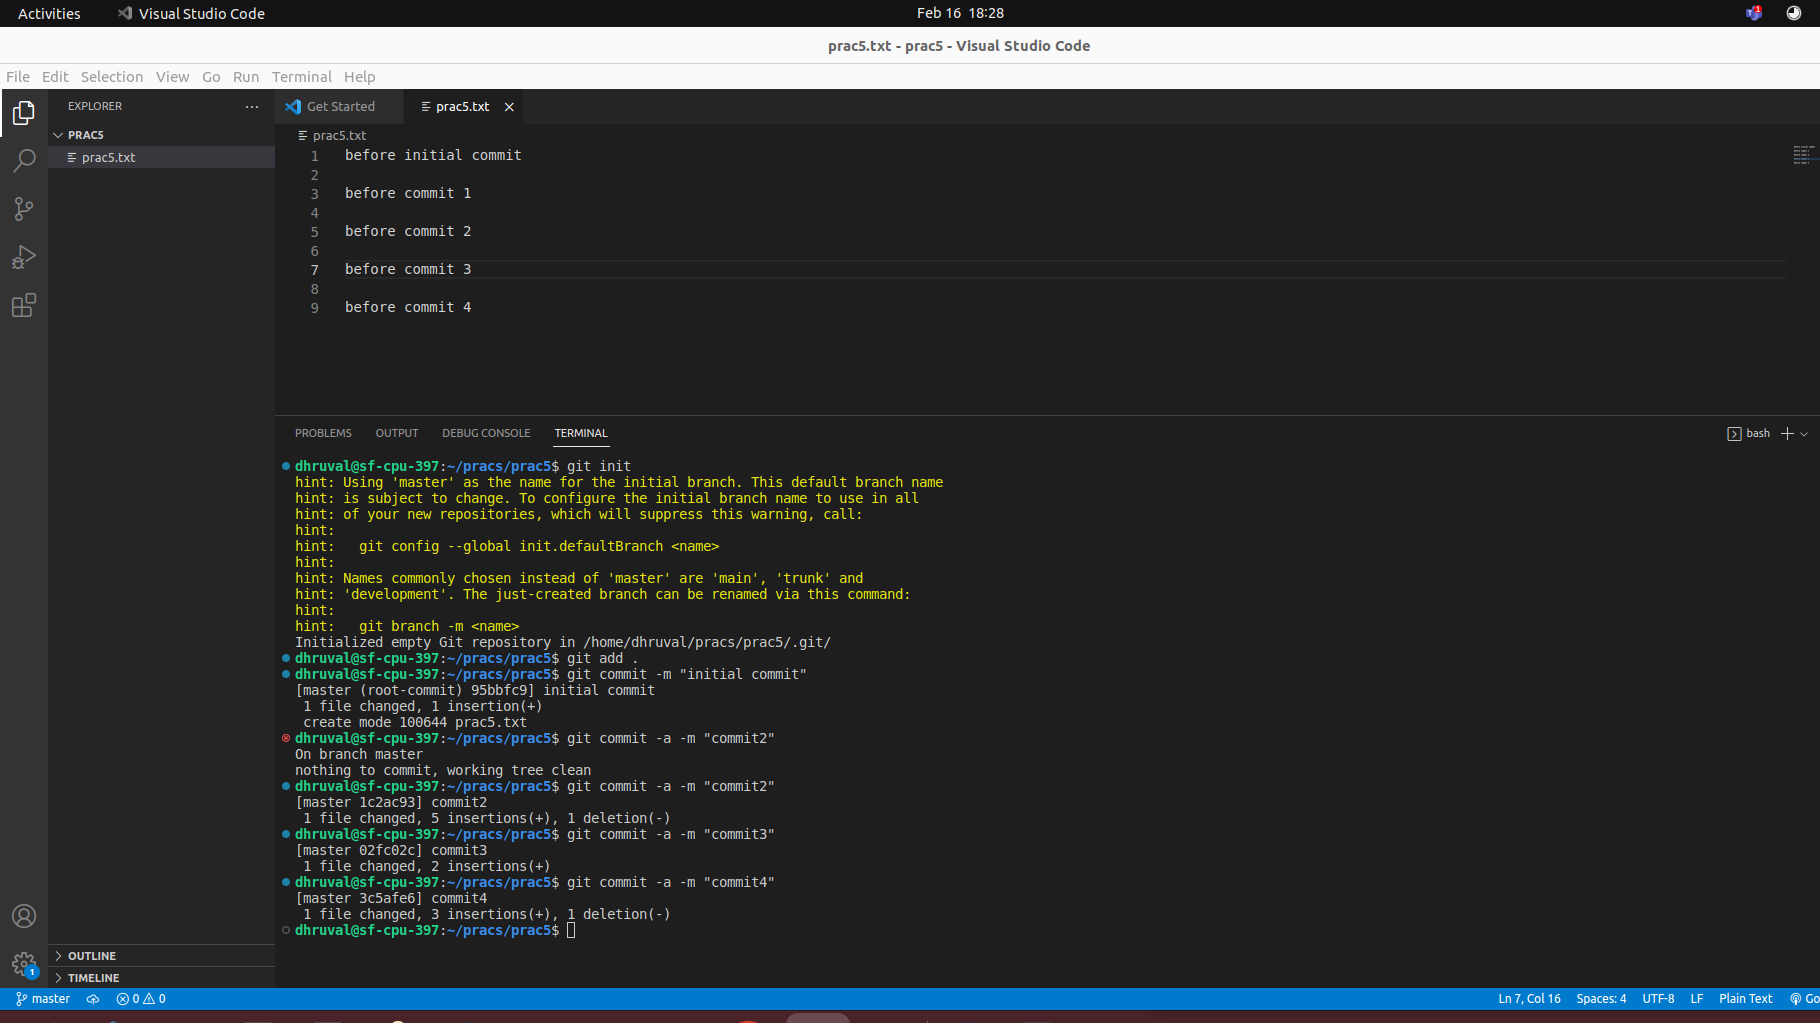 Activities
Visual Studio Code
Feb 16 18:28
1
prac5.txt - prac5 - Visual Studio Code
File Edit Selection View Go Run Terminal Help
EXPLORER
PRAC5
prac5.txt
Get Started
prac5.txt
prac5.txt
1 before initial commit
2
3 before commit 1
4
5 before commit 2
6
7 before commit 3
8
9 before commit 4
PROBLEMS OUTPUT DEBUG CONSOLE TERMINAL
bash
dhruval@sf-cpu-397:~/pracs/prac5$ git init
hint: Using 'master' as the name for the initial branch. This default branch name
hint: is subject to change. To configure the initial branch name to use in all
hint: of your new repositories, which will suppress this warning, call:
hint:
hint:   git config --global init.defaultBranch <name>
hint:
hint: Names commonly chosen instead of 'master' are 'main', 'trunk' and
hint: 'development'. The just-created branch can be renamed via this command:
hint:
hint:   git branch -m <name>
Initialized empty Git repository in /home/dhruval/pracs/prac5/.git/
dhruval@sf-cpu-397:~/pracs/prac5$ git add .
dhruval@sf-cpu-397:~/pracs/prac5$ git commit -m "initial commit"
[master (root-commit) 95bbfc9] initial commit
 1 file changed, 1 insertion(+)
 create mode 100644 prac5.txt
dhruval@sf-cpu-397:~/pracs/prac5$ git commit -a -m "commit2"
On branch master
nothing to commit, working tree clean
dhruval@sf-cpu-397:~/pracs/prac5$ git commit -a -m "commit2"
[master 1c2ac93] commit2
 1 file changed, 5 insertions(+), 1 deletion(-)
dhruval@sf-cpu-397:~/pracs/prac5$ git commit -a -m "commit3"
[master 02fc02c] commit3
 1 file changed, 2 insertions(+)
dhruval@sf-cpu-397:~/pracs/prac5$ git commit -a -m "commit4"
[master 3c5afe6] commit4
 1 file changed, 3 insertions(+), 1 deletion(-)
dhruval@sf-cpu-397:~/pracs/prac5$
OUTLINE
1
TIMELINE
master 0 0
Ln 7, Col 16 Spaces: 4 UTF-8 LF Plain Text Go